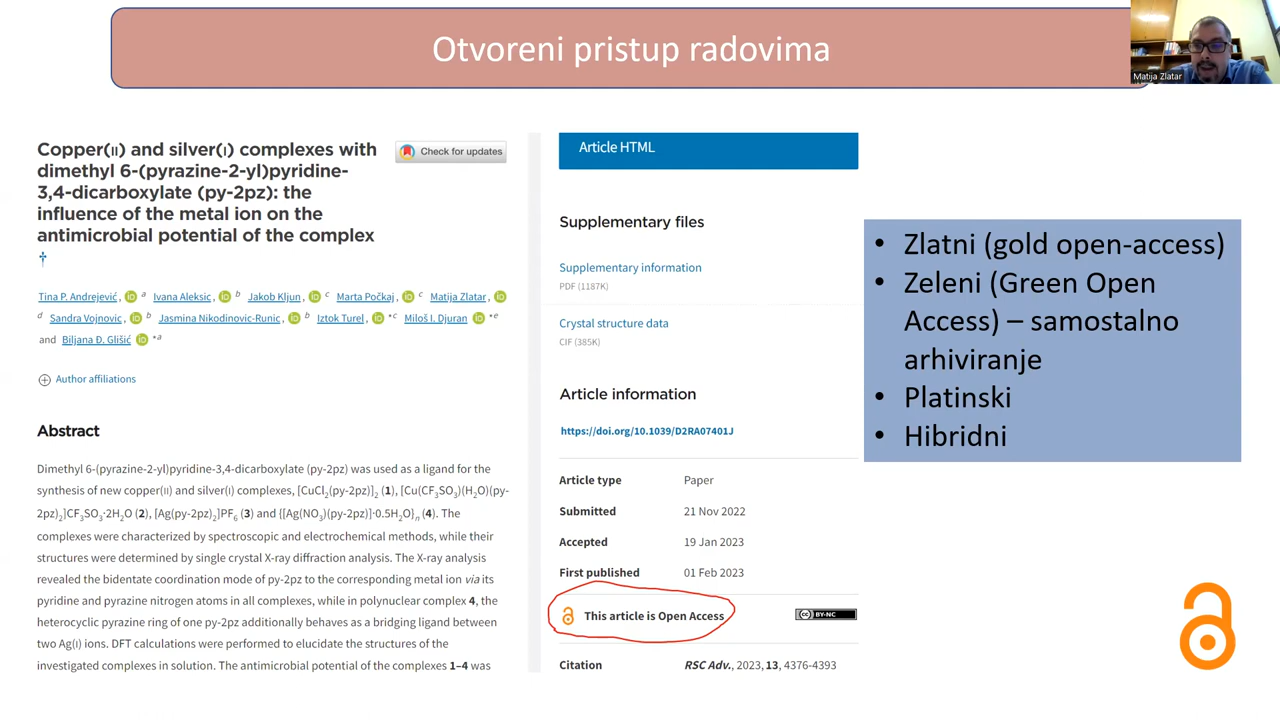 Otvoreni pristup radovima
Matija Zlatar
Copper(II) and silver(I) complexes with
dimethyl 6-(pyrazine-2-yl)pyridine-
3,4-dicarboxylate (py-2pz): the
influence of the metal ion on the
antimicrobial potential of the complex
†
Check for updates
Tina P. Andrejević, iD a Ivana Aleksic, iD b Jakob Kljun, iD c Marta Počkaj, iD c Matija Zlatar, iD
d Sandra Vojnovic, iD b Jasmina Nikodinovic-Runic, iD b Iztok Turel, iD *c Miloš I. Djuran iD *e
and Biljana Đ. Glišić iD *a
Author affiliations
Abstract
Dimethyl 6-(pyrazine-2-yl)pyridine-3,4-dicarboxylate (py-2pz) was used as a ligand for the
synthesis of new copper(II) and silver(I) complexes, [CuCl2(py-2pz)]2 (1), [Cu(CF3SO3)(H2O)(py-
2pz)2]CF3SO3·2H2O (2), [Ag(py-2pz)2]PF6 (3) and {[Ag(NO3)(py-2pz)]·0.5H2O}n (4). The
complexes were characterized by spectroscopic and electrochemical methods, while their
structures were determined by single crystal X-ray diffraction analysis. The X-ray analysis
revealed the bidentate coordination mode of py-2pz to the corresponding metal ion via its
pyridine and pyrazine nitrogen atoms in all complexes, while in polynuclear complex 4, the
heterocyclic pyrazine ring of one py-2pz additionally behaves as a bridging ligand between
two Ag(I) ions. DFT calculations were performed to elucidate the structures of the
investigated complexes in solution. The antimicrobial potential of the complexes 1–4 was
Article HTML
Supplementary files
Supplementary information
PDF (1187K)
Crystal structure data
CIF (385K)
Article information
https://doi.org/10.1039/D2RA07401J
Article type Paper
Submitted 21 Nov 2022
Accepted 19 Jan 2023
First published 01 Feb 2023
This article is Open Access
cc BY-NC
Citation RSC Adv., 2023, 13, 4376-4393
• Zlatni (gold open-access)
• Zeleni (Green Open
Access) – samostalno
arhiviranje
• Platinski
• Hibridni